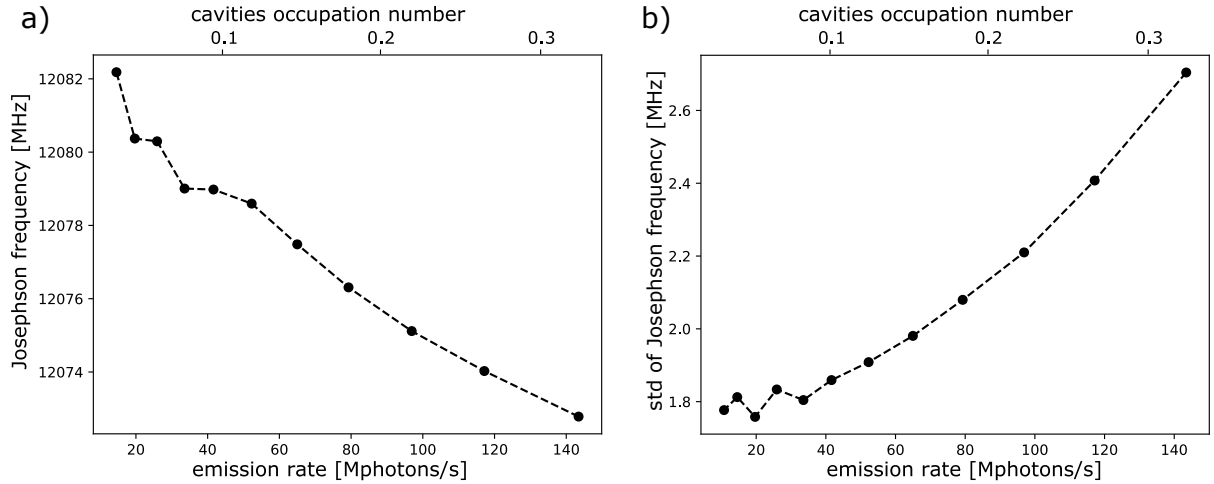 a)
cavities occupation number
0.1 0.2 0.3
12082
12080
12078
12076
12074
Josephson frequency [MHz]
20 40 60 80 100 120 140
emission rate [Mphotons/s]
b)
cavities occupation number
0.1 0.2 0.3
2.6
2.4
2.2
2.0
1.8
std of Josephson frequency [MHz]
20 40 60 80 100 120 140
emission rate [Mphotons/s]